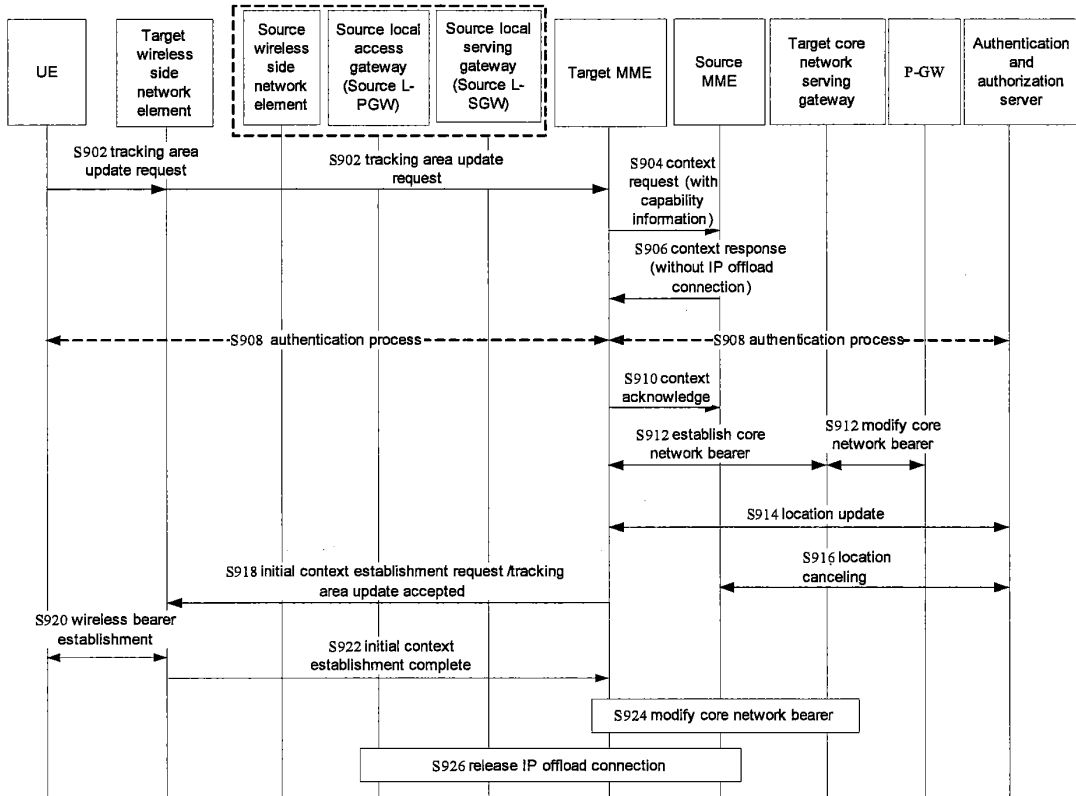 UE
Target
wireless
side
network
element
Source
wireless
side network
element
Source local
access
gateway
(Source L-
PGW)
Source local
serving
gateway
(Source L-
SGW)
Target MME
Source
MME
Target core
network
serving
gateway
P-GW
Authentication
and
authorization
server
S902 tracking area
update request
S902 tracking area update
request
S904 context
request (with
capability
information)
S906 context response
(without IP offload
connection)
S908 authentication process
S908 authentication process
S910 context
acknowledge
S912 establish core
network bearer
S912 modify core
network bearer
S914 location update
S916 location
canceling
S918 initial context establishment request /tracking
area update accepted
S920 wireless bearer
establishment
S922 initial context
establishment complete
S924 modify core network bearer
S926 release IP offload connection